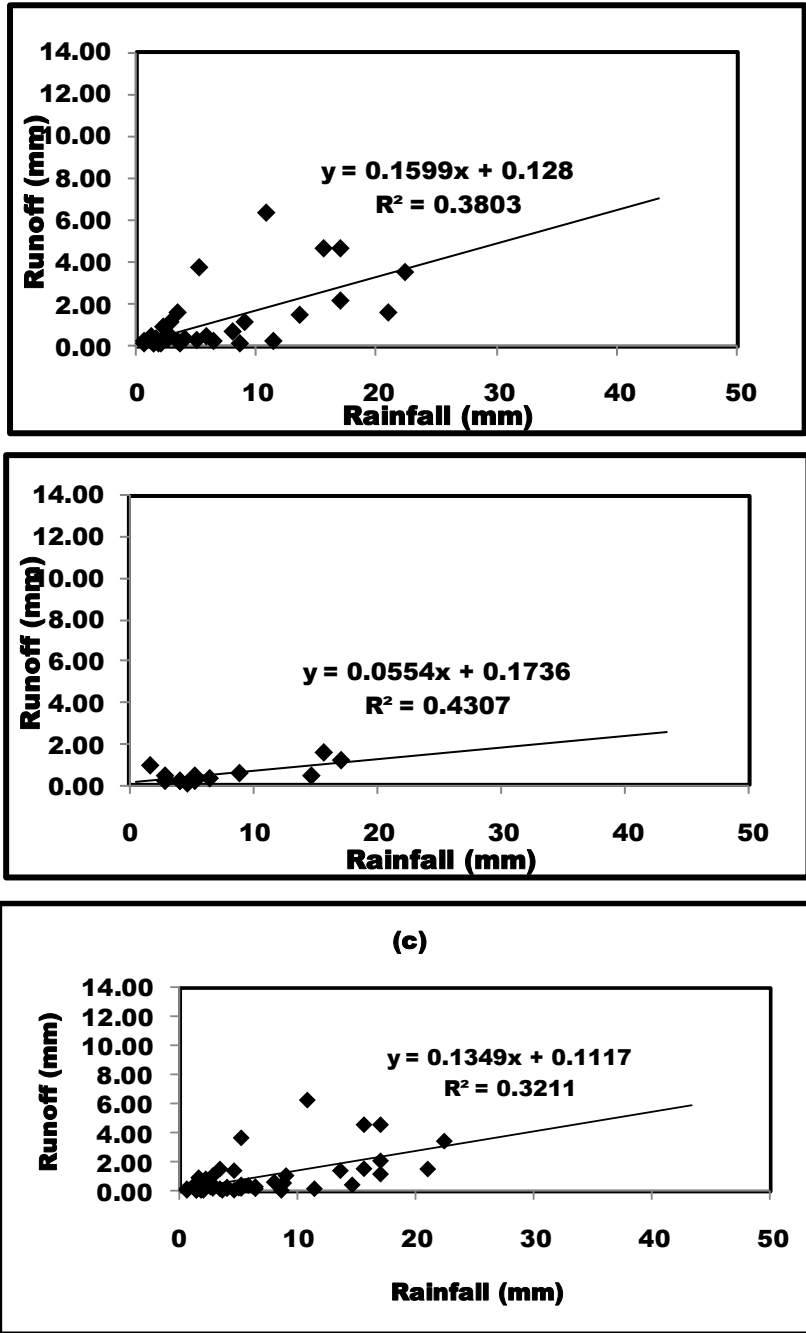 14.00
12.00
10.00
8.00
6.00
4.00
2.00
0.00
Runoff (mm)
y = 0.1599x + 0.128
R² = 0.3803
0 10 20 30 40 50
Rainfall (mm)
14.00
12.00
10.00
8.00
6.00
4.00
2.00
0.00
Runoff (mm)
y = 0.0554x + 0.1736
R² = 0.4307
0 10 20 30 40 50
Rainfall (mm)
(c)
14.00
12.00
10.00
8.00
6.00
4.00
2.00
0.00
Runoff (mm)
y = 0.1349x + 0.1117
R² = 0.3211
0 10 20 30 40 50
Rainfall (mm)